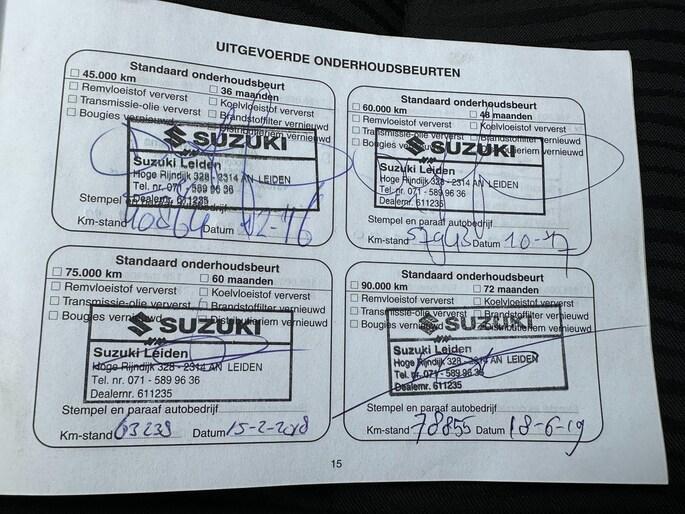 UITGEVOERDE ONDERHOUDSBEURTEN
Standaard onderhoudsbeurt
45.000 km 36 maanden
Remvloeistof ververst Koelvloeistof ververst
Transmissie-olie ververst Brandstoffilter vernieuwd
Bougies vernieuwd Distributieriem vernieuwd
SUZUKI
Suzuki Leiden
Hoge Rijndijk 328 - 2314 AN LEIDEN
Tel. nr. 071 - 589 96 36
Dealernr. 611235
Stempel
Km-stand 40864 Datum 12-16
Standaard onderhoudsbeurt
60.000 km 48 maanden
Remvloeistof ververst Koelvloeistof ververst
Transmissie-olie ververst Brandstoffilter vernieuwd
Bougies vernieuwd Distributieriem vernieuwd
SUZUKI
Suzuki Leiden
Hoge Rijndijk 328 - 2314 AN LEIDEN
Tel. nr. 071 - 589 96 36
Dealernr. 611235
Stempel en paraaf autobedrijf
Km-stand Datum 10-17
Standaard onderhoudsbeurt
75.000 km 60 maanden
Remvloeistof ververst Koelvloeistof ververst
Transmissie-olie ververst Brandstoffilter vernieuwd
Bougies vernieuwd Distributieriem vernieuwd
SUZUKI
Suzuki Leiden
Hoge Rijndijk 328 - 2314 AN LEIDEN
Tel. nr. 071 - 589 96 36
Dealernr. 611235
Stempel en paraaf autobedrijf
Km-stand 63238 Datum 15-2-2018
Standaard onderhoudsbeurt
90.000 km 72 maanden
Remvloeistof ververst Koelvloeistof ververst
Transmissie-olie ververst Brandstoffilter vernieuwd
Bougies vernieuwd Distributieriem vernieuwd
SUZUKI
Suzuki Leiden
Hoge Rijndijk 328 - 2314 AN LEIDEN
Tel. nr. 071 - 589 96 36
Dealernr. 611235
Stempel en paraaf autobedrijf
Km-stand 78855 Datum 18-6-19
15